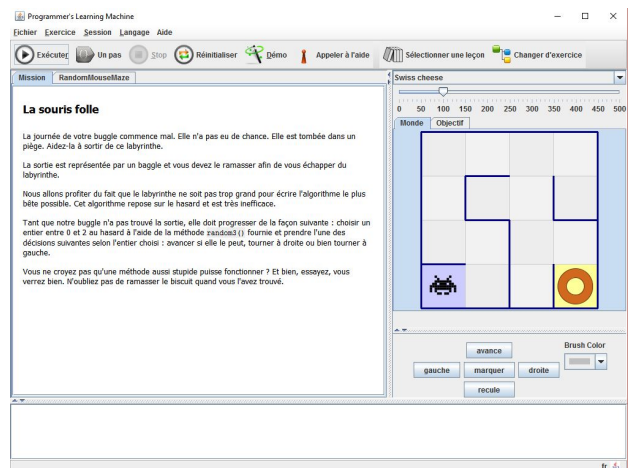 Programmer's Learning Machine
Fichier Exercice Session Langage Aide
Exécuter Un pas Stop Réinitialiser Démo Appeler à l'aide Sélectionner une leçon Changer d'exercice
Mission RandomMouseMaze
La souris folle
La journée de votre buggle commence mal. Elle n'a pas eu de chance. Elle est tombée dans un
piège. Aidez-la à sortir de ce labyrinthe.
La sortie est représentée par un baggle et vous devez le ramasser afin de vous échapper du
labyrinthe.
Nous allons profiter du fait que le labyrinthe ne soit pas trop grand pour écrire l'algorithme le plus
bête possible. Cet algorithme repose sur le hasard et est très inefficace.
Tant que notre buggle n'a pas trouvé la sortie, elle doit progresser de la façon suivante : choisir un
entier entre 0 et 2 au hasard à l'aide de la méthode random3() fournie et prendre l'une des
décisions suivantes selon l'entier choisi : avancer si elle le peut, tourner à droite ou bien tourner à
gauche.
Vous ne croyez pas qu'une méthode aussi stupide puisse fonctionner ? Et bien, essayez, vous
verrez bien. N'oubliez pas de ramasser le biscuit quand vous l'avez trouvé.
Swiss cheese
0 50 100 150 200 250 300 350 400 450 500
Monde Objectif
avance
Brush Color
gauche marquer droite
recule
fr